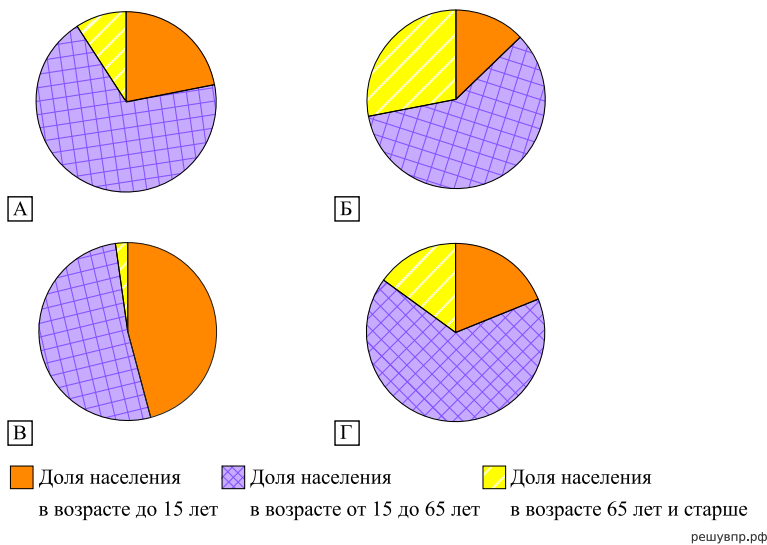 А
Б
В
Г
Доля населения
в возрасте до 15 лет
Доля населения
в возрасте от 15 до 65 лет
Доля населения
в возрасте 65 лет и старше
решувпр.рф